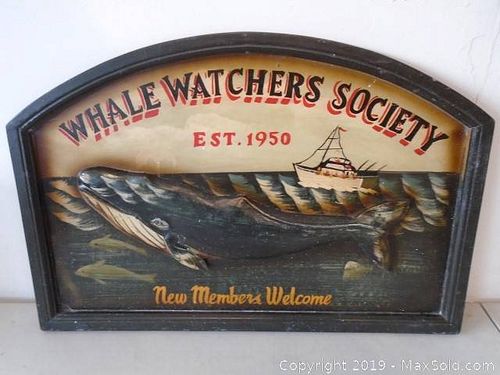 WHALE WATCHERS SOCIETY
EST. 1950
New Members Welcome
Copyright 2019 - MaxSold.com